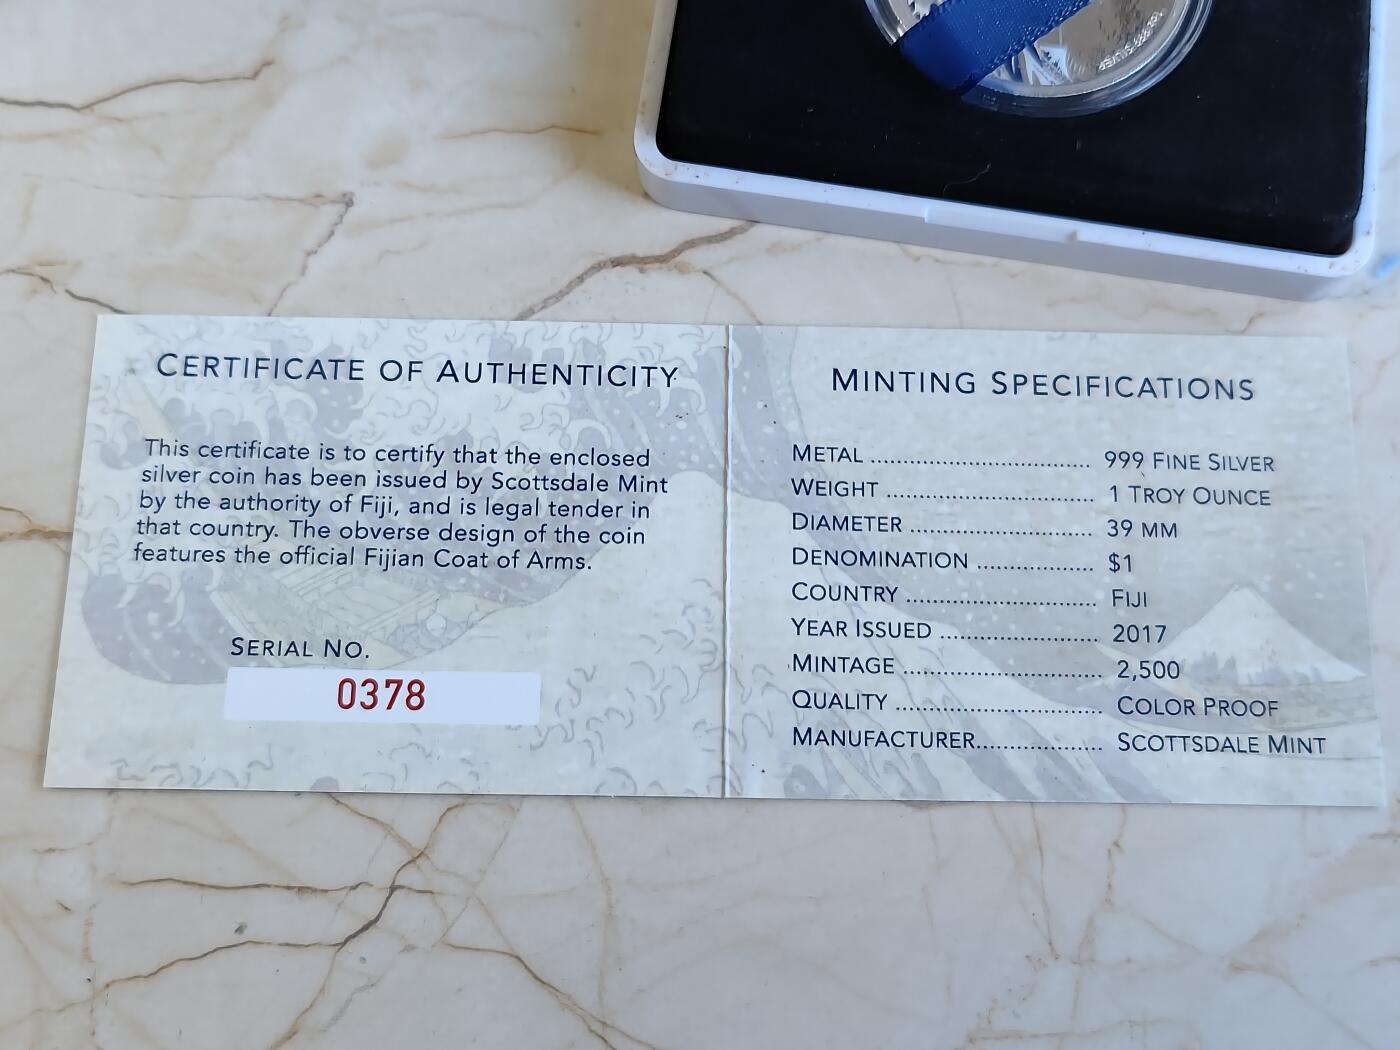 SILVER
CERTIFICATE OF AUTHENTICITY
This certificate is to certify that the enclosed
silver coin has been issued by Scottsdale Mint
by the authority of Fiji, and is legal tender in
that country. The obverse design of the coin
features the official Fijian Coat of Arms.
SERIAL NO.
0378
MINTING SPECIFICATIONS
METAL .................................. 999 FINE SILVER
WEIGHT ................................ 1 TROY OUNCE
DIAMETER ............................ 39 MM
DENOMINATION ...................... $1
COUNTRY .............................. FIJI
YEAR ISSUED ........................ 2017
MINTAGE .............................. 2,500
QUALITY ................................ COLOR PROOF
MANUFACTURER................... SCOTTSDALE MINT